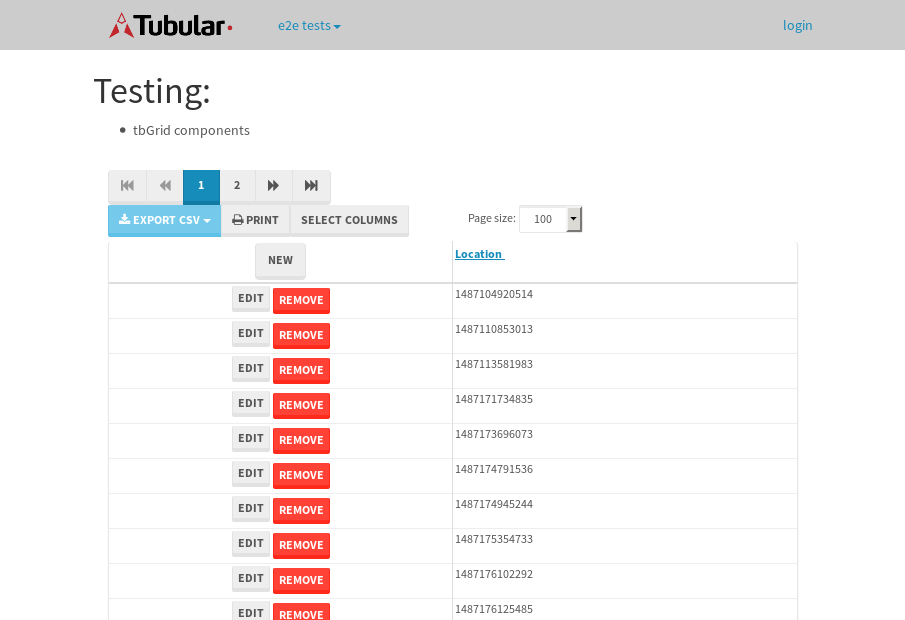 Tubular
e2e tests
login
Testing:
tbGrid components
1 2
EXPORT CSV PRINT SELECT COLUMNS Page size: 100
NEW Location
EDIT REMOVE 1487104920514
EDIT REMOVE 1487110853013
EDIT REMOVE 1487113581983
EDIT REMOVE 1487171734835
EDIT REMOVE 1487173696073
EDIT REMOVE 1487174791536
EDIT REMOVE 1487174945244
EDIT REMOVE 1487175354733
EDIT REMOVE 1487176102292
EDIT REMOVE 1487176125485